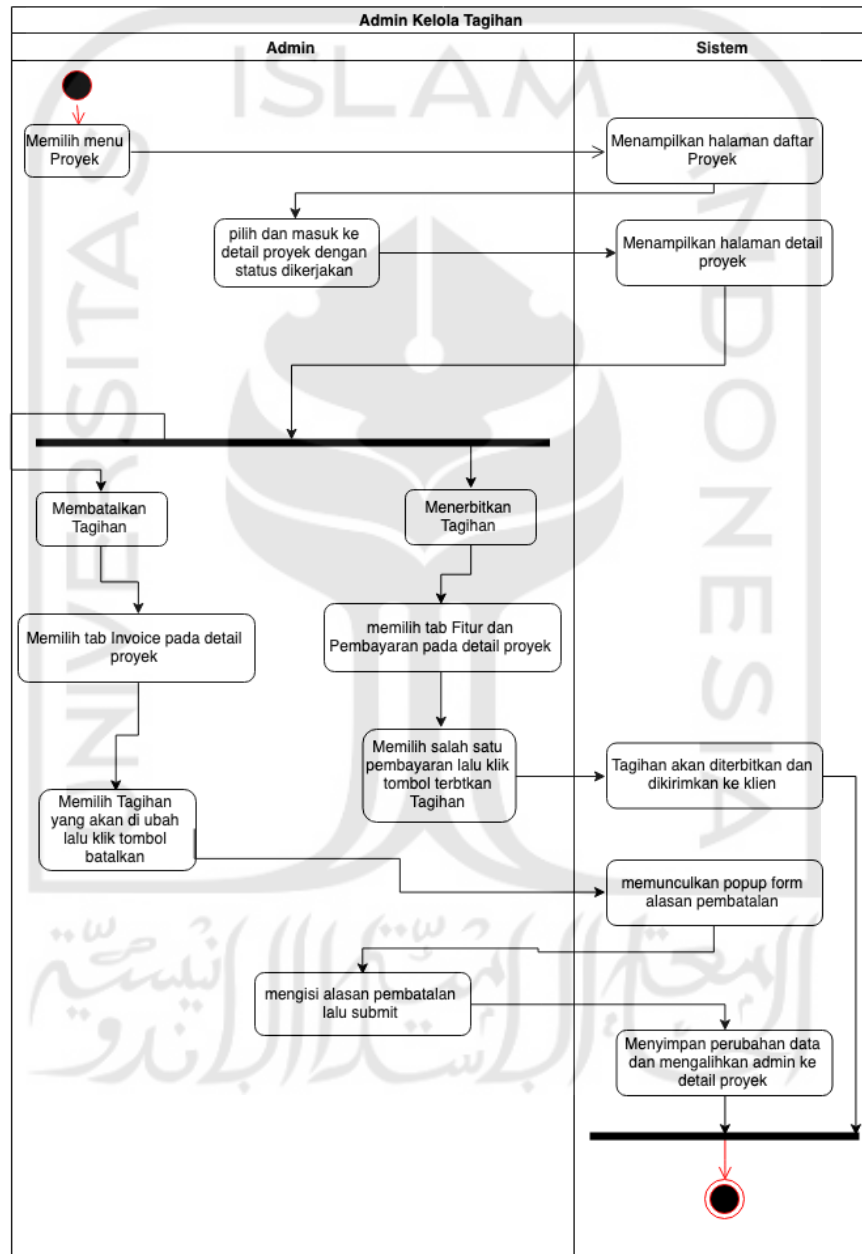 Admin Kelola Tagihan
Admin
Sistem
ISLAM
UNIVERSITAS
INDONESIA
Memilih menu
Proyek
Menampilkan halaman daftar
Proyek
pilih dan masuk ke
detail proyek dengan
status dikerjakan
Menampilkan halaman detail
proyek
Membatalkan
Tagihan
Menerbitkan
Tagihan
Memilih tab Invoice pada detail
proyek
memilih tab Fitur dan
Pembayaran pada detail proyek
Memilih salah satu
pembayaran lalu klik
tombol terbtkan
Tagihan
Tagihan akan diterbitkan dan
dikirimkan ke klien
Memilih Tagihan
yang akan di ubah
lalu klik tombol
batalkan
memunculkan popup form
alasan pembatalan
mengisi alasan pembatalan
lalu submit
Menyimpan perubahan data
dan mengalihkan admin ke
detail proyek